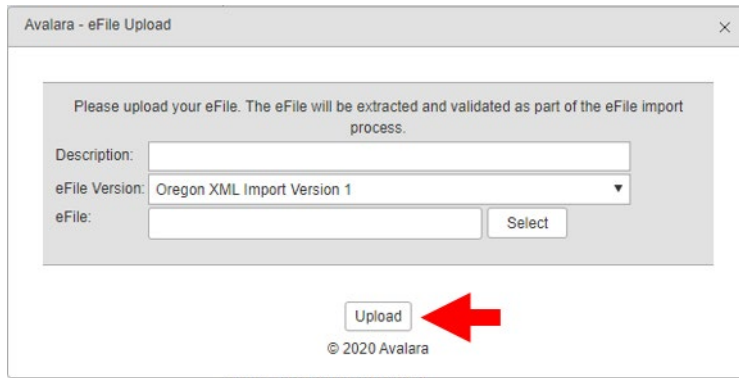 Avalara - eFile Upload
Please upload your eFile. The eFile will be extracted and validated as part of the eFile import
process.
Description:
eFile Version: Oregon XML Import Version 1
eFile: Select
Upload
© 2020 Avalara